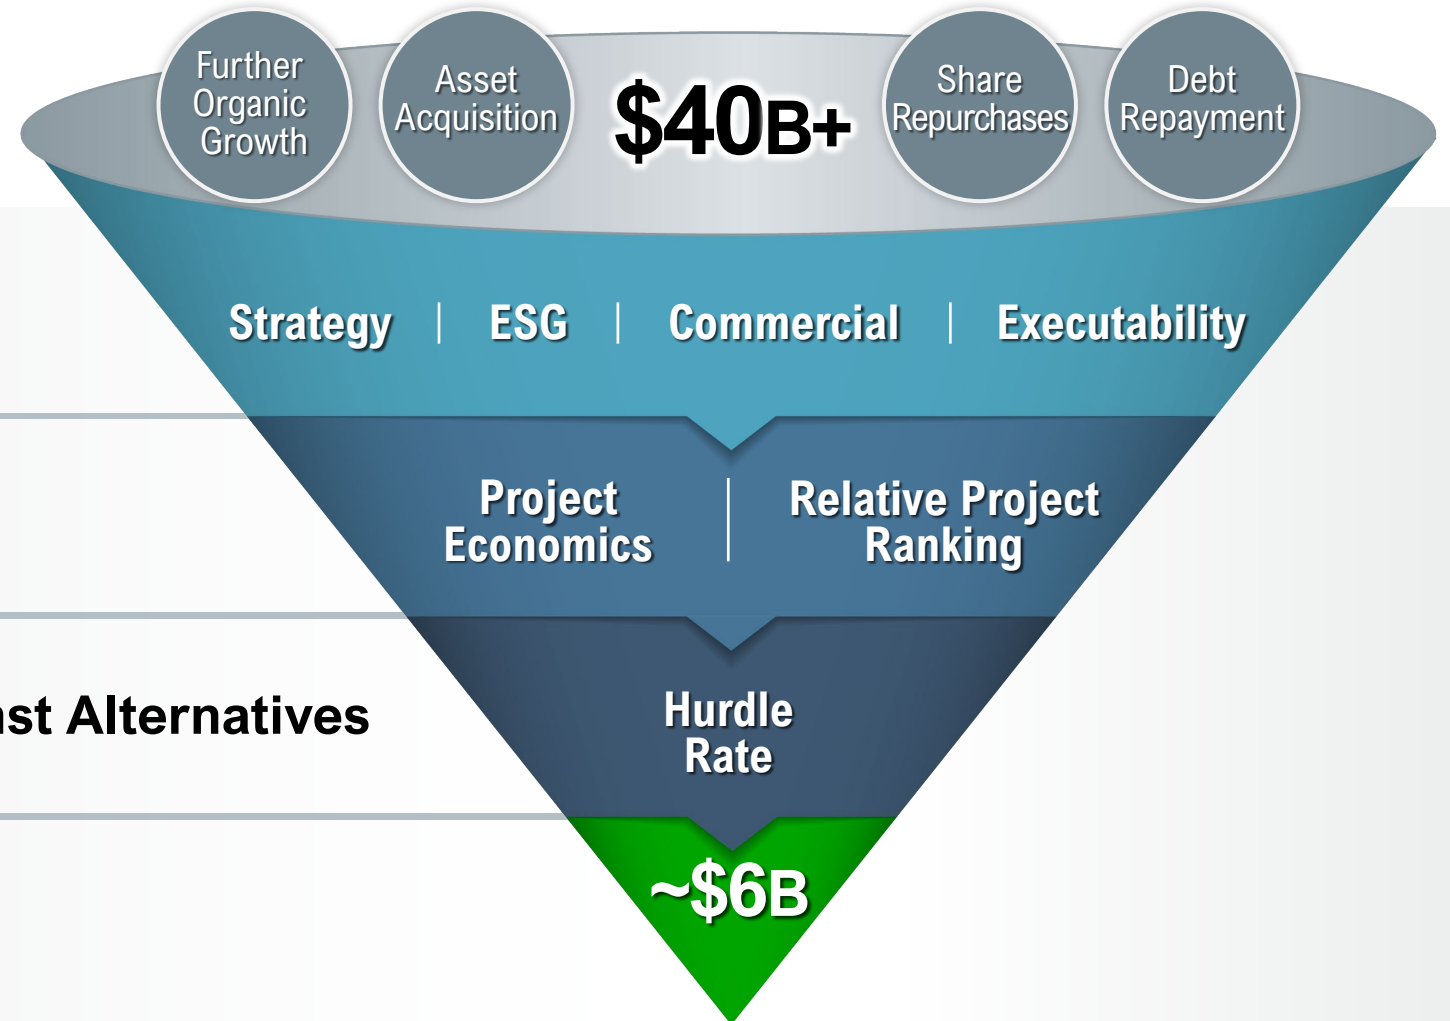 Further
Organic
Growth
Asset
Acquisition
$40B+
Share
Repurchases
Debt
Repayment
Strategy | ESG | Commercial | Executability
Project
Economics
Relative Project
Ranking
Alternatives
Hurdle
Rate
~$6B